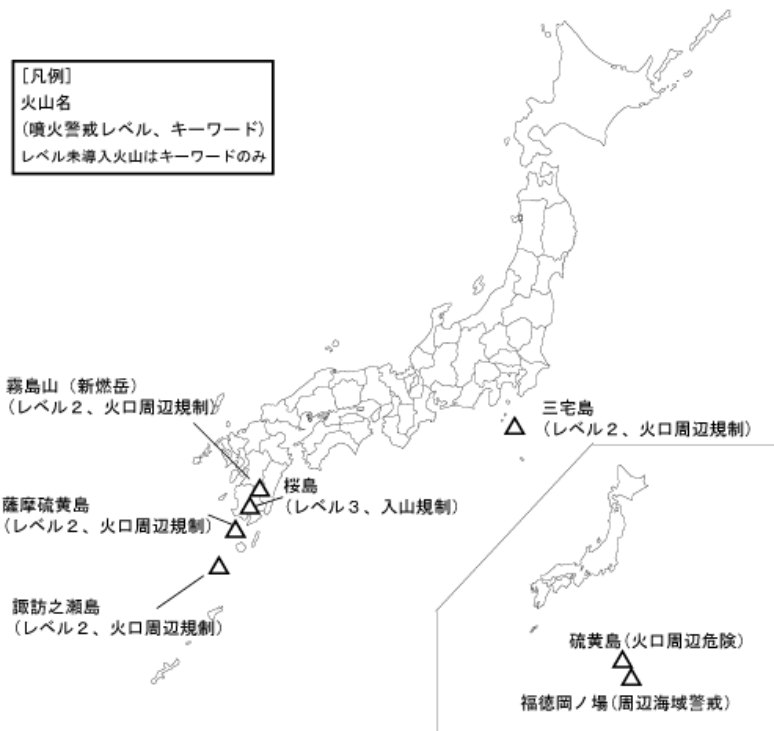 [凡例]
火山名
(噴火警戒レベル、キーワード)
レベル未導入火山はキーワードのみ
霧島山（新燃岳）
(レベル２、火口周辺規制)
三宅島
(レベル２、火口周辺規制)
桜島
(レベル３、入山規制)
薩摩硫黄島
(レベル２、火口周辺規制)
諏訪之瀬島
(レベル２、火口周辺規制)
硫黄島(火口周辺危険)
福徳岡ノ場(周辺海域警戒)